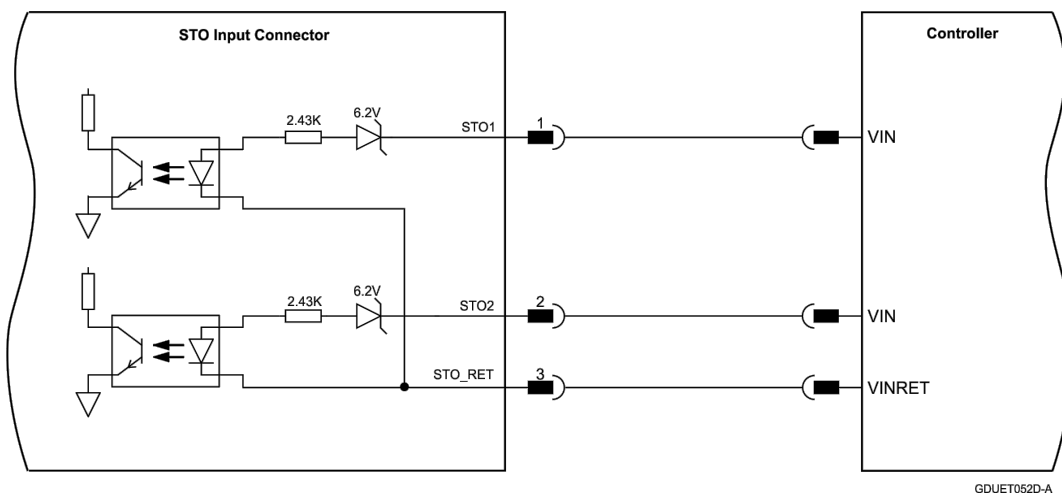 STO Input Connector
Controller
2.43K
6.2V
STO1
1
VIN
2.43K
6.2V
STO2
2
VIN
STO_RET
3
VINRET
GDUET052D-A